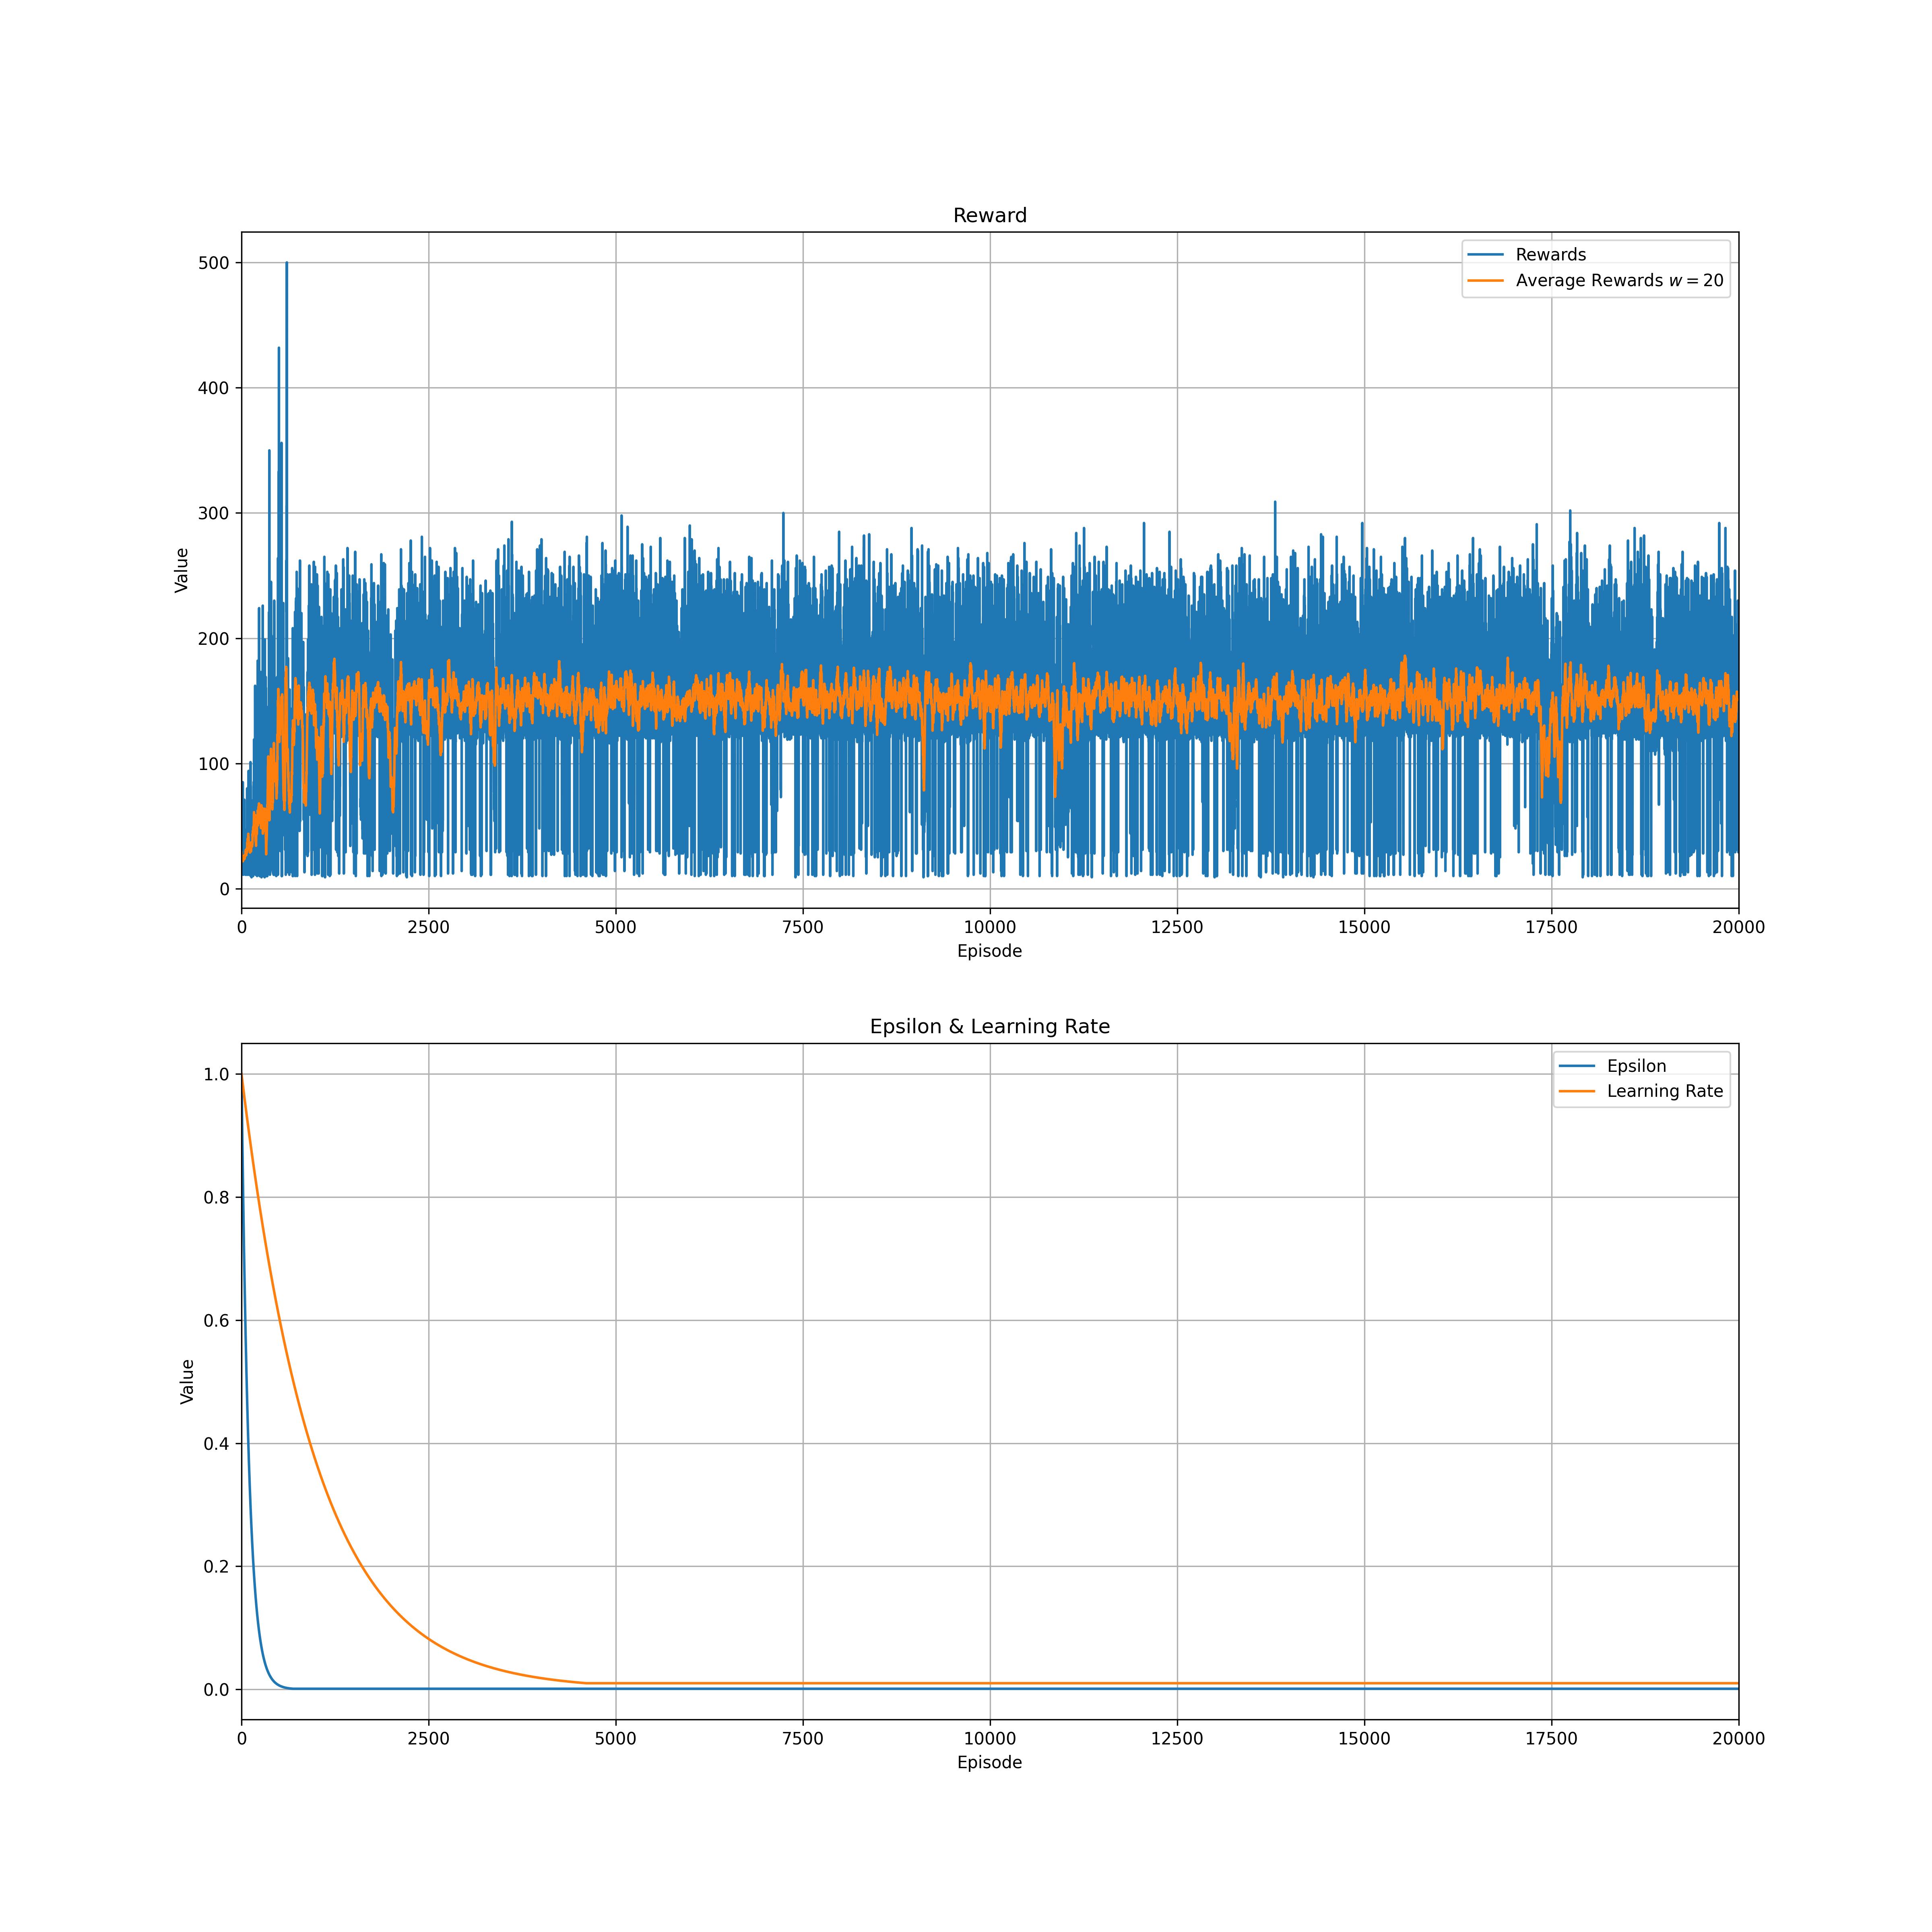 Reward
Rewards
Average Rewards w = 20
500
400
300
200
100
0
Value
0 2500 5000 7500 10000 12500 15000 17500 20000
Episode
Epsilon & Learning Rate
Epsilon
Learning Rate
1.0
0.8
0.6
0.4
0.2
0.0
Value
0 2500 5000 7500 10000 12500 15000 17500 20000
Episode